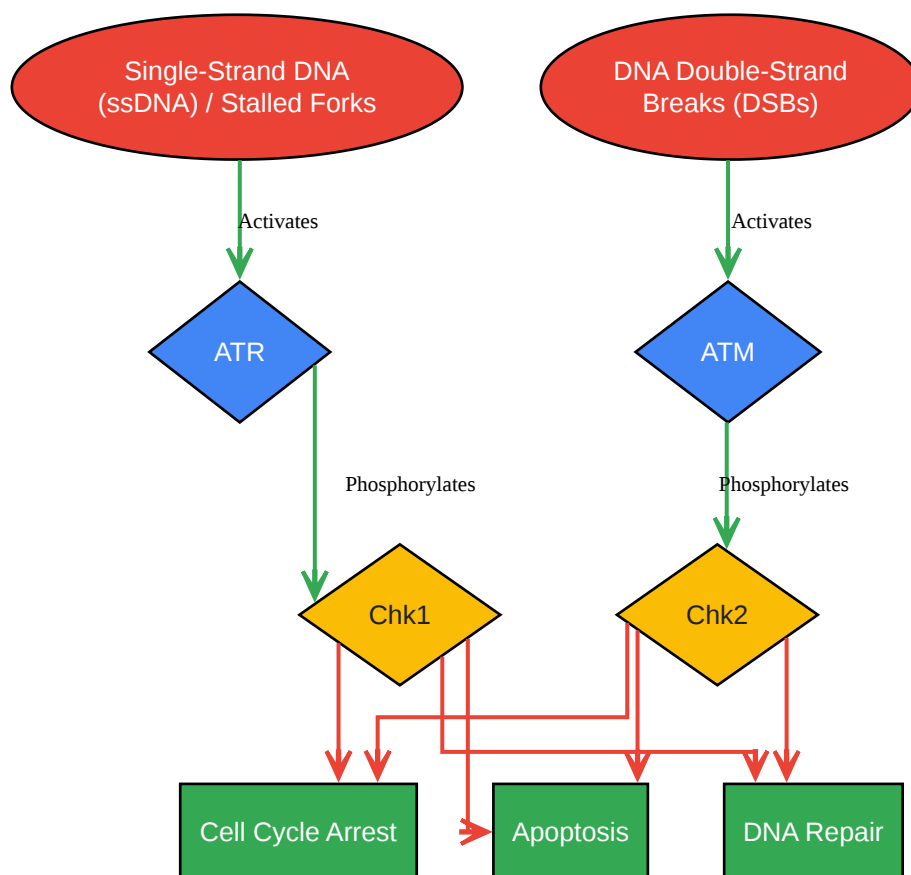 Single-Strand DNA
(ssDNA) / Stalled Forks
DNA Double-Strand
Breaks (DSBs)
Activates
Activates
ATR
ATM
Phosphorylates
Phosphorylates
Chk1
Chk2
Cell Cycle Arrest
Apoptosis
DNA Repair